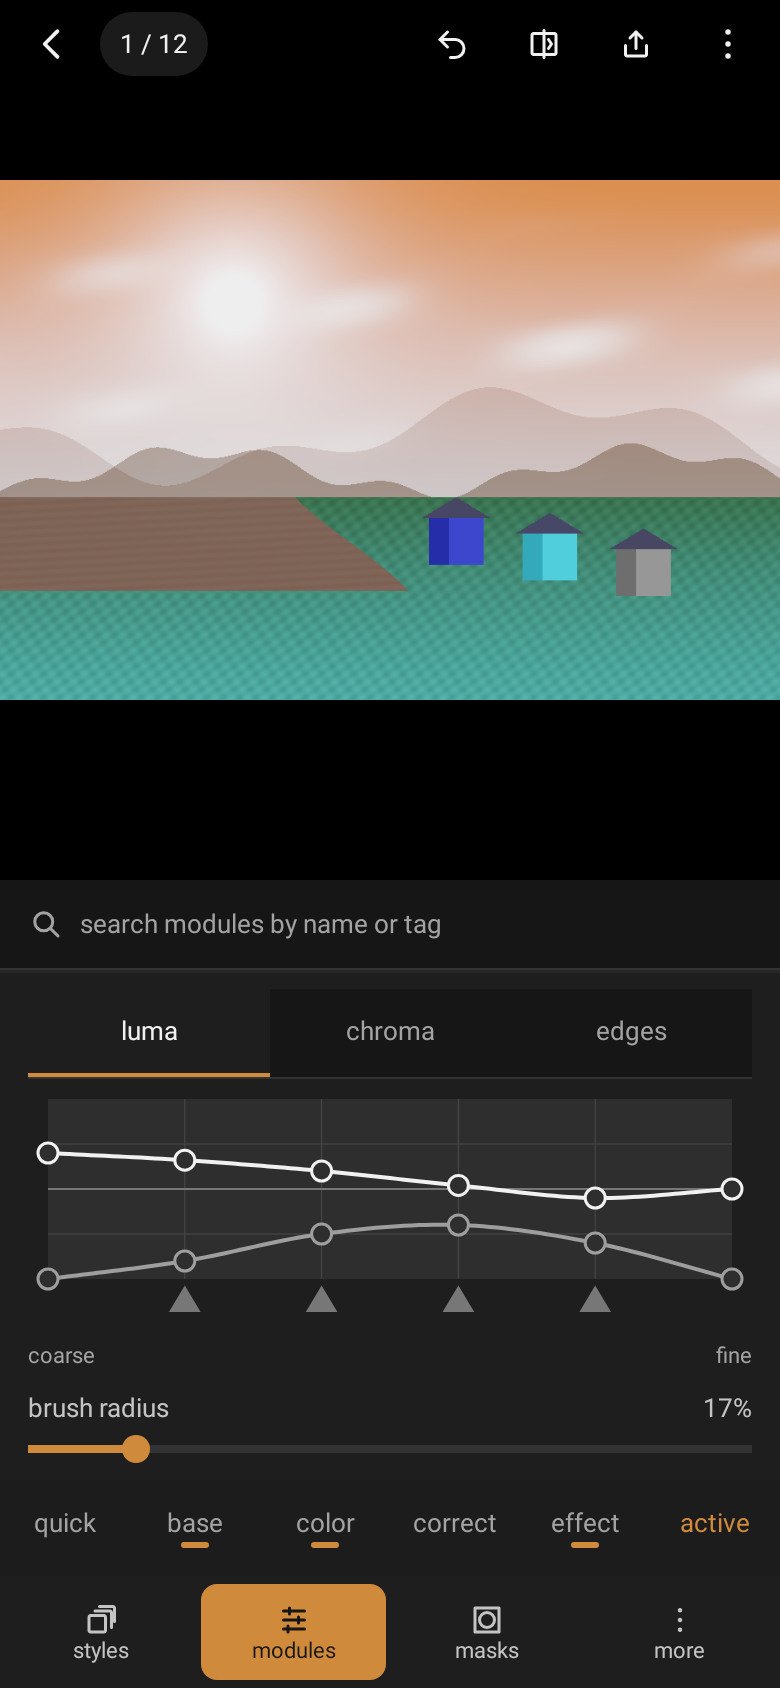 1 / 12
search modules by name or tag
luma chroma edges
coarse fine
brush radius 17%
quick base color correct effect active
styles modules masks more